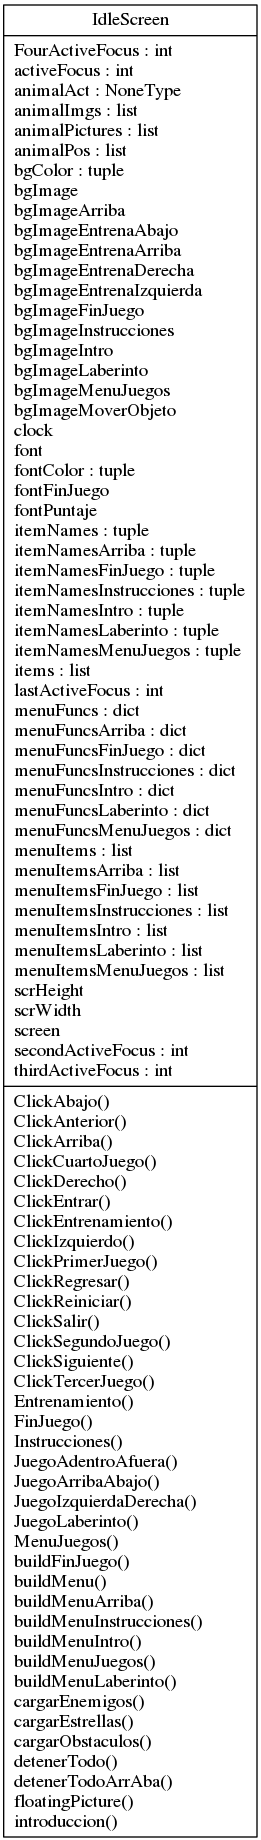 IdleScreen
FourActiveFocus : int
activeFocus : int
animalAct : NoneType
animalImgs : list
animalPictures : list
animalPos : list
bgColor : tuple
bgImage
bgImageArriba
bgImageEntrenaAbajo
bgImageEntrenaArriba
bgImageEntrenaDerecha
bgImageEntrenaIzquierda
bgImageFinJuego
bgImageInstrucciones
bgImageIntro
bgImageLaberinto
bgImageMenuJuegos
bgImageMoverObjeto
clock
font
fontColor : tuple
fontFinJuego
fontPuntaje
itemNames : tuple
itemNamesArriba : tuple
itemNamesFinJuego : tuple
itemNamesInstrucciones : tuple
itemNamesIntro : tuple
itemNamesLaberinto : tuple
itemNamesMenuJuegos : tuple
items : list
lastActiveFocus : int
menuFuncs : dict
menuFuncsArriba : dict
menuFuncsFinJuego : dict
menuFuncsInstrucciones : dict
menuFuncsIntro : dict
menuFuncsLaberinto : dict
menuFuncsMenuJuegos : dict
menuItems : list
menuItemsArriba : list
menuItemsFinJuego : list
menuItemsInstrucciones : list
menuItemsIntro : list
menuItemsLaberinto : list
menuItemsMenuJuegos : list
scrHeight
scrWidth
screen
secondActiveFocus : int
thirdActiveFocus : int
ClickAbajo()
ClickAnterior()
ClickArriba()
ClickCuartoJuego()
ClickDerecho()
ClickEntrar()
ClickEntrenamiento()
ClickIzquierdo()
ClickPrimerJuego()
ClickRegresar()
ClickReiniciar()
ClickSalir()
ClickSegundoJuego()
ClickSiguiente()
ClickTercerJuego()
Entrenamiento()
FinJuego()
Instrucciones()
JuegoAdentroAfuera()
JuegoArribaAbajo()
JuegoIzquierdaDerecha()
JuegoLaberinto()
MenuJuegos()
buildFinJuego()
buildMenu()
buildMenuArriba()
buildMenuInstrucciones()
buildMenuIntro()
buildMenuJuegos()
buildMenuLaberinto()
cargarEnemigos()
cargarEstrellas()
cargarObstaculos()
detenerTodo()
detenerTodoArrAba()
floatingPicture()
introduccion()